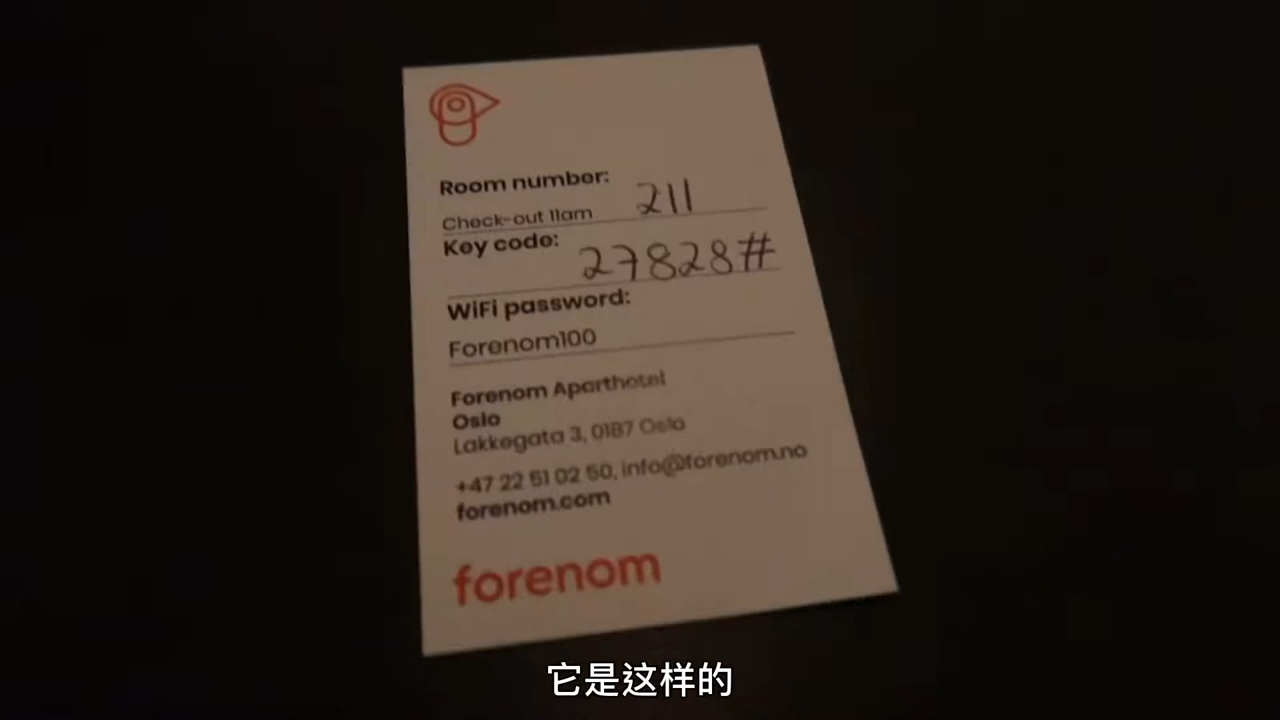 Room number:
211
Check-out 11am
Key code:
27828#
WiFi password:
Forenom100
Forenom Aparthotel
Oslo
Lakkegata 3, 0187 Oslo
+47 22 51 02 50, info@forenom.no
forenom.com
forenom
它是这样的